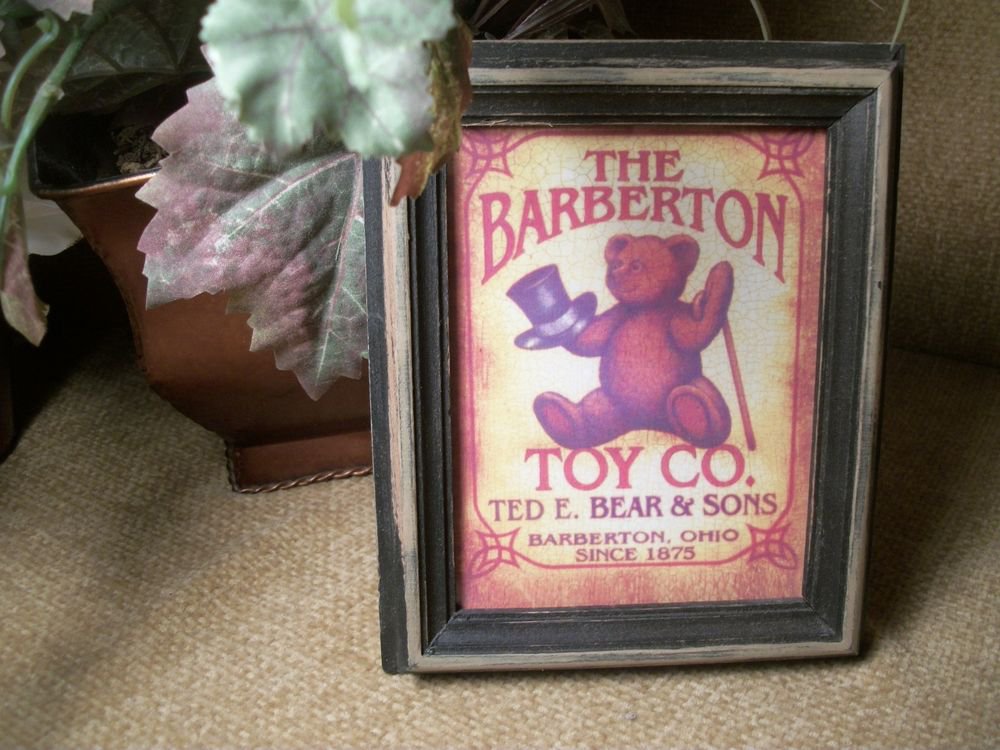 THE
BARBERTON
TOY CO.
TED E. BEAR & SONS
BARBERTON, OHIO
SINCE 1875